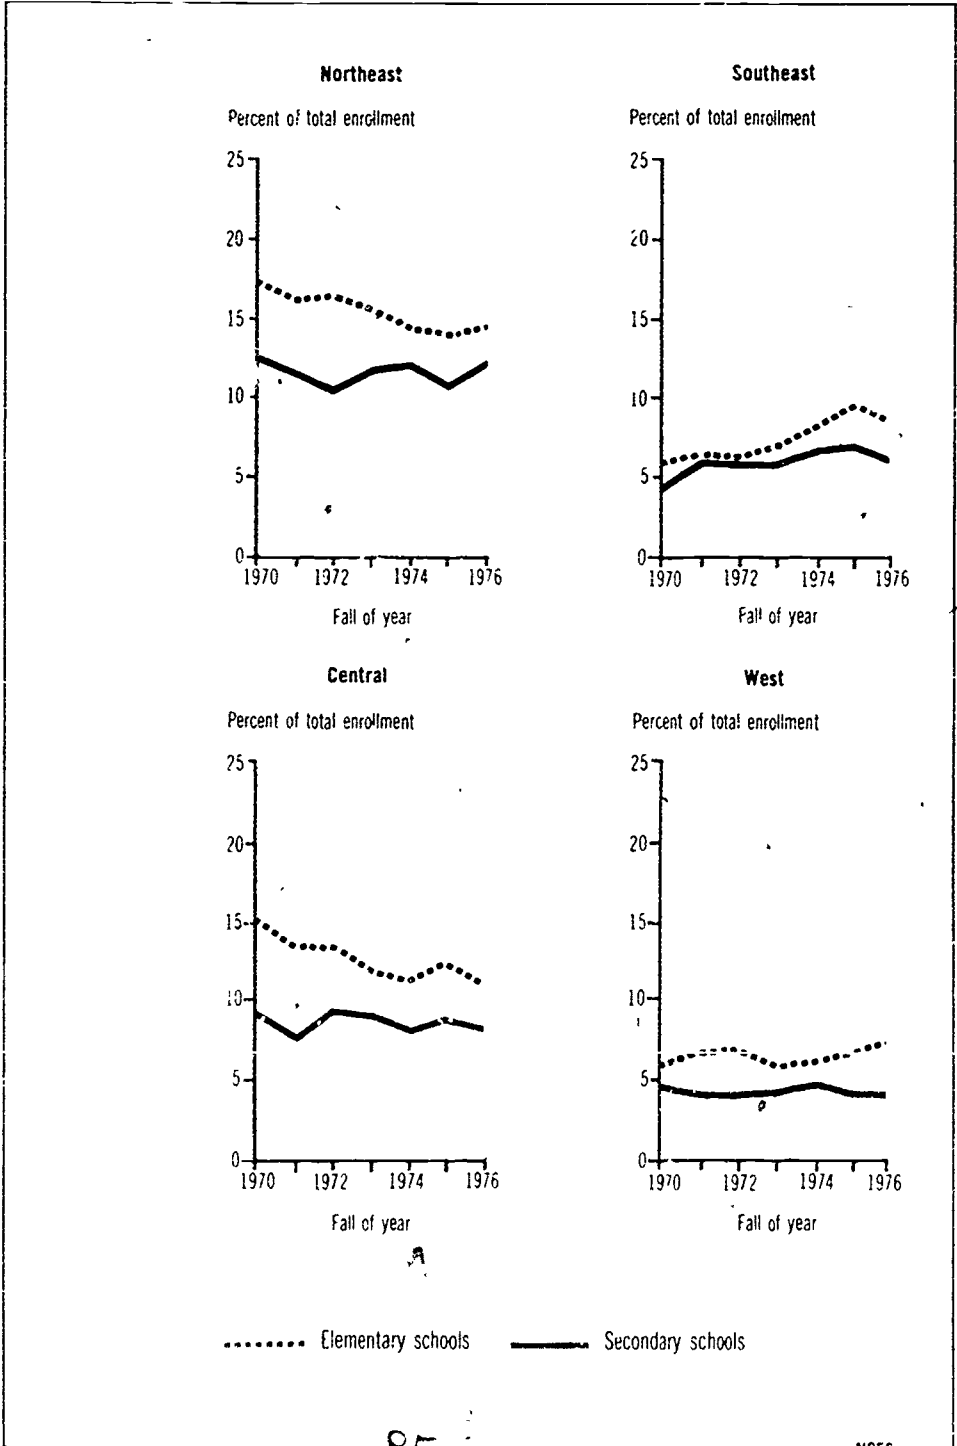 Northeast
Percent of total enrollment
25
20
15
10
5
0
1970 1972 1974 1976
Fall of year
Southeast
Percent of total enrollment
25
20
15
10
5
0
1970 1972 1974 1976
Fall of year
Central
Percent of total enrollment
25
20
15
10
5
0
1970 1972 1974 1976
Fall of year
West
Percent of total enrollment
25
20
15
10
5
0
1970 1972 1974 1976
Fall of year
Elementary schools Secondary schools